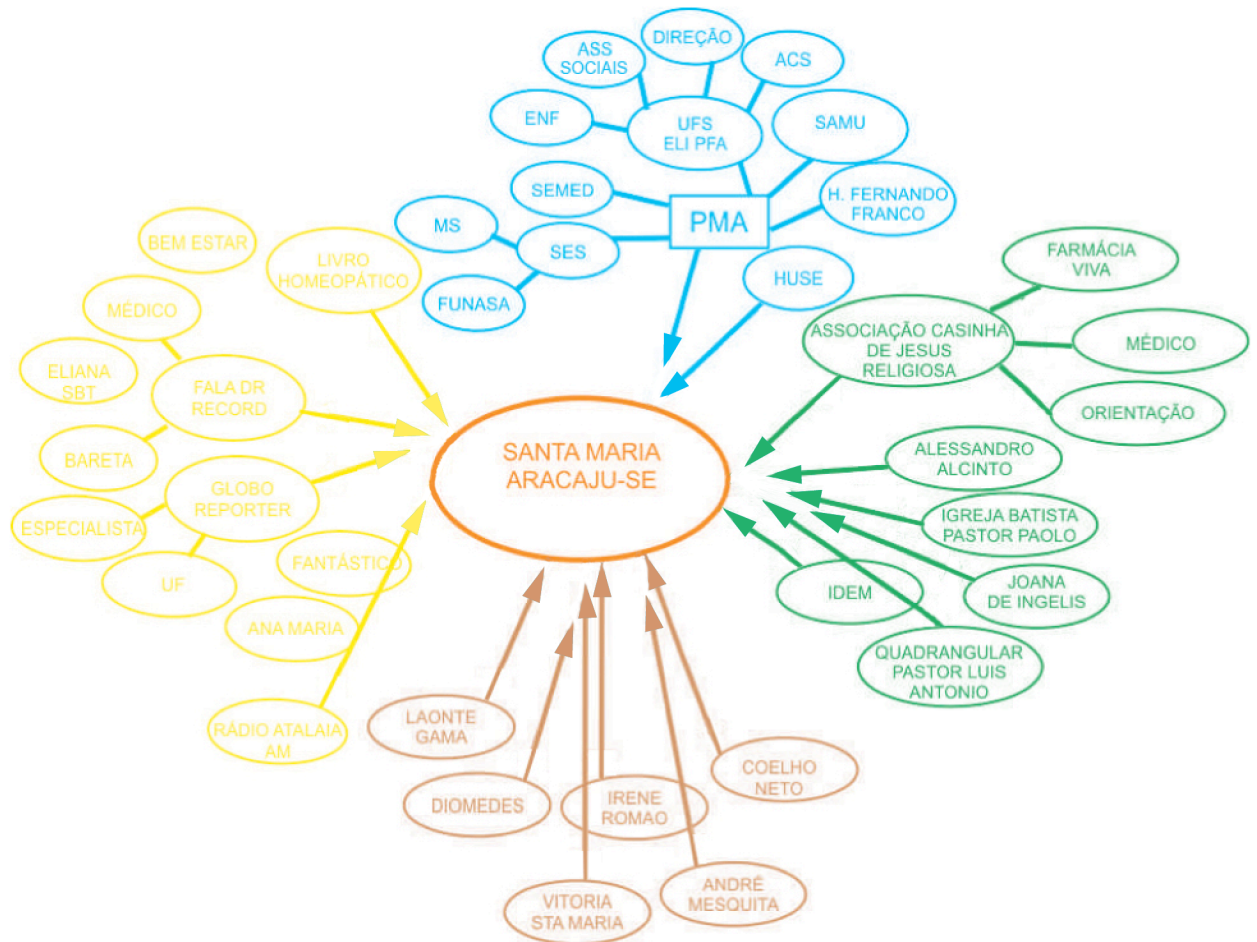 DIREÇÃO
ASS
SOCIAIS
ACS
ENF
UFS
ELI PFA
SAMU
SEMED
H. FERNANDO
FRANCO
PMA
MS
SES
BEM ESTAR
LIVRO
HOMEOPÁTICO
HUSE
FUNASA
FARMÁCIA
VIVA
MÉDICO
ASSOCIAÇÃO CASINHA
DE JESUS
RELIGIOSA
MÉDICO
ELIANA
SBT
FALA DR
RECORD
ORIENTAÇÃO
BARETA
SANTA MARIA
ARACAJU-SE
ALESSANDRO
ALCINTO
GLOBO
REPORTER
ESPECIALISTA
IGREJA BATISTA
PASTOR PAOLO
FANTÁSTICO
UF
IDEM
JOANA
DE INGELIS
ANA MARIA
QUADRANGULAR
PASTOR LUIS
ANTONIO
RÁDIO ATALAIA
AM
LAONTE
GAMA
COELHO
NETO
DIOMEDES
IRENE
ROMAO
VITORIA
STA MARIA
ANDRÉ
MESQUITA